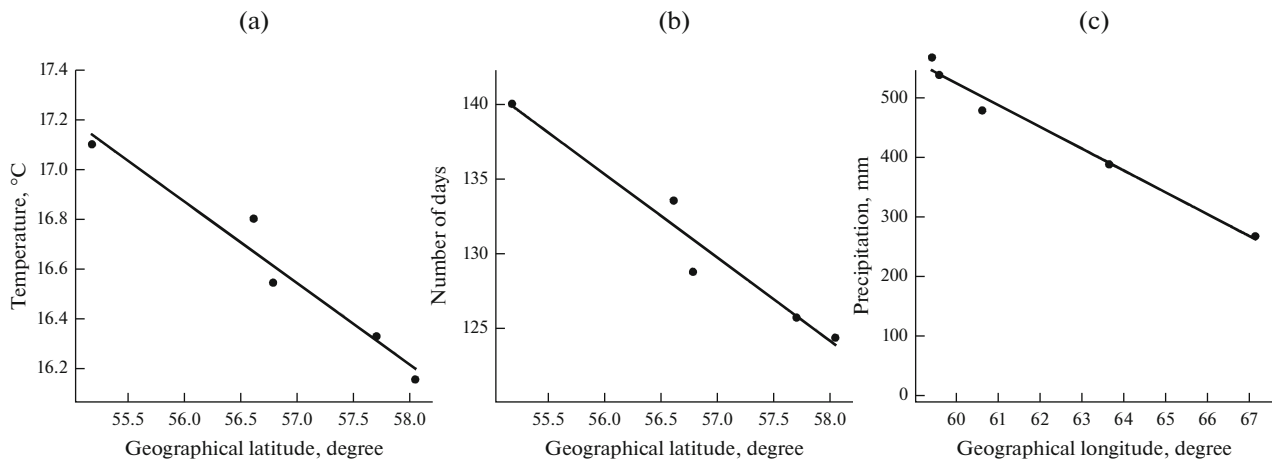 (a)
17.4
17.2
17.0
16.8
16.6
16.4
16.2
Temperature, °C
55.5 56.0 56.5 57.0 57.5 58.0
Geographical latitude, degree
(b)
140
135
130
125
Number of days
55.5 56.0 56.5 57.0 57.5 58.0
Geographical latitude, degree
(c)
500
400
300
200
100
0
Precipitation, mm
60 61 62 63 64 65 66 67
Geographical longitude, degree